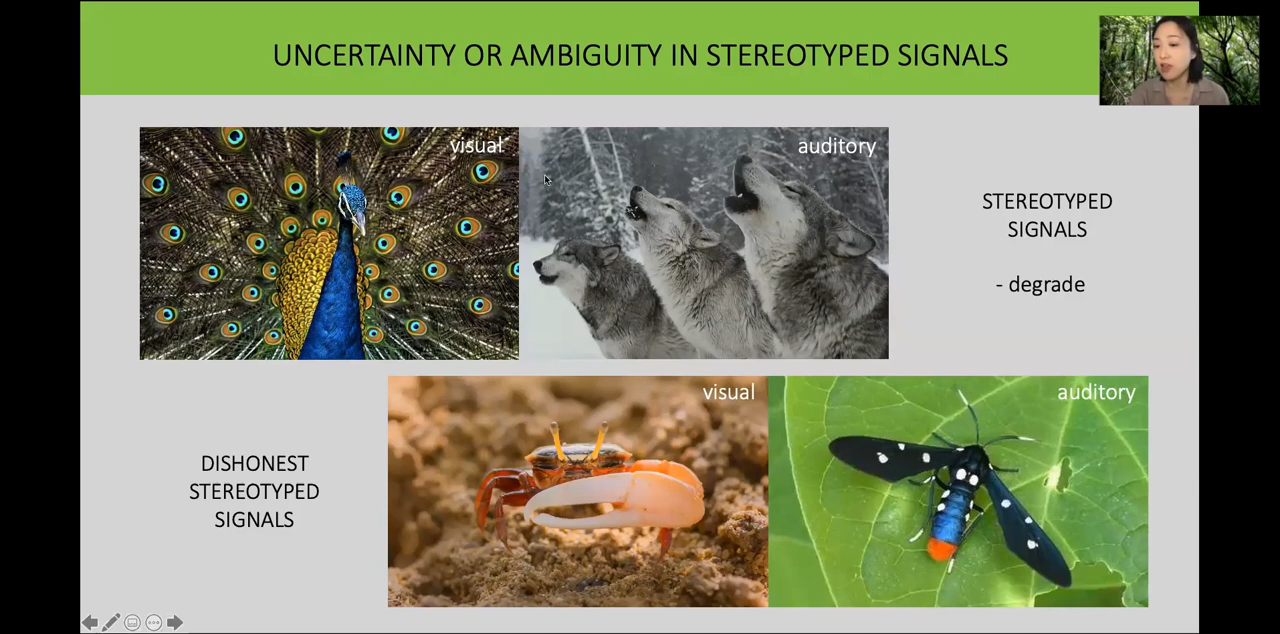 UNCERTAINTY OR AMBIGUITY IN STEREOTYPED SIGNALS
visual
auditory
STEREOTYPED
SIGNALS
- degrade
visual
auditory
DISHONEST
STEREOTYPED
SIGNALS